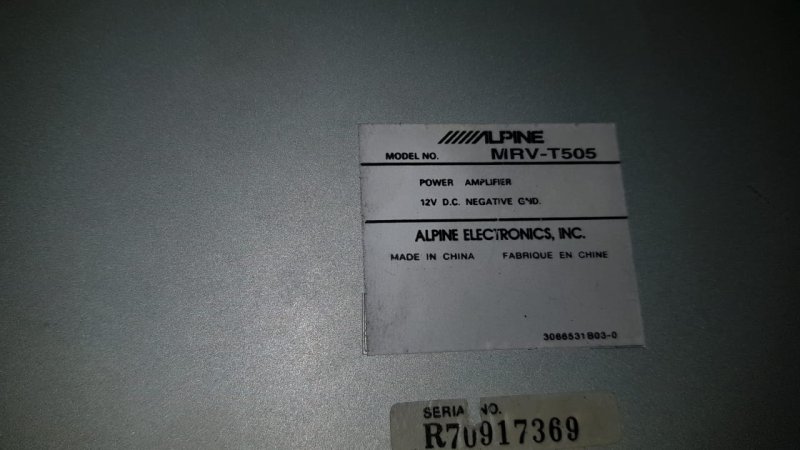 ALPINE
MODEL NO. MRV-T505
POWER AMPLIFIER
12V D.C. NEGATIVE GND.
ALPINE ELECTRONICS, INC.
MADE IN CHINA FABRIQUE EN CHINE
3066531B03-0
SERIA NO.
R70917369